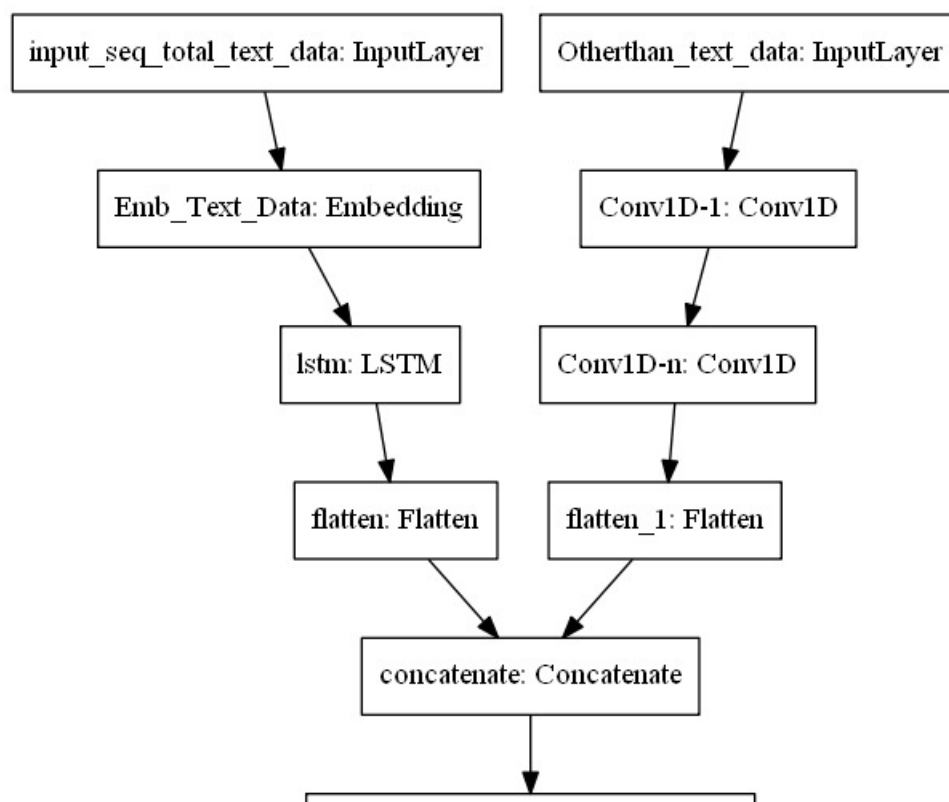 input_seq_total_text_data: InputLayer
Otherthan_text_data: InputLayer
Emb_Text_Data: Embedding
Conv1D-1: Conv1D
lstm: LSTM
Conv1D-n: Conv1D
flatten: Flatten
flatten_1: Flatten
concatenate: Concatenate